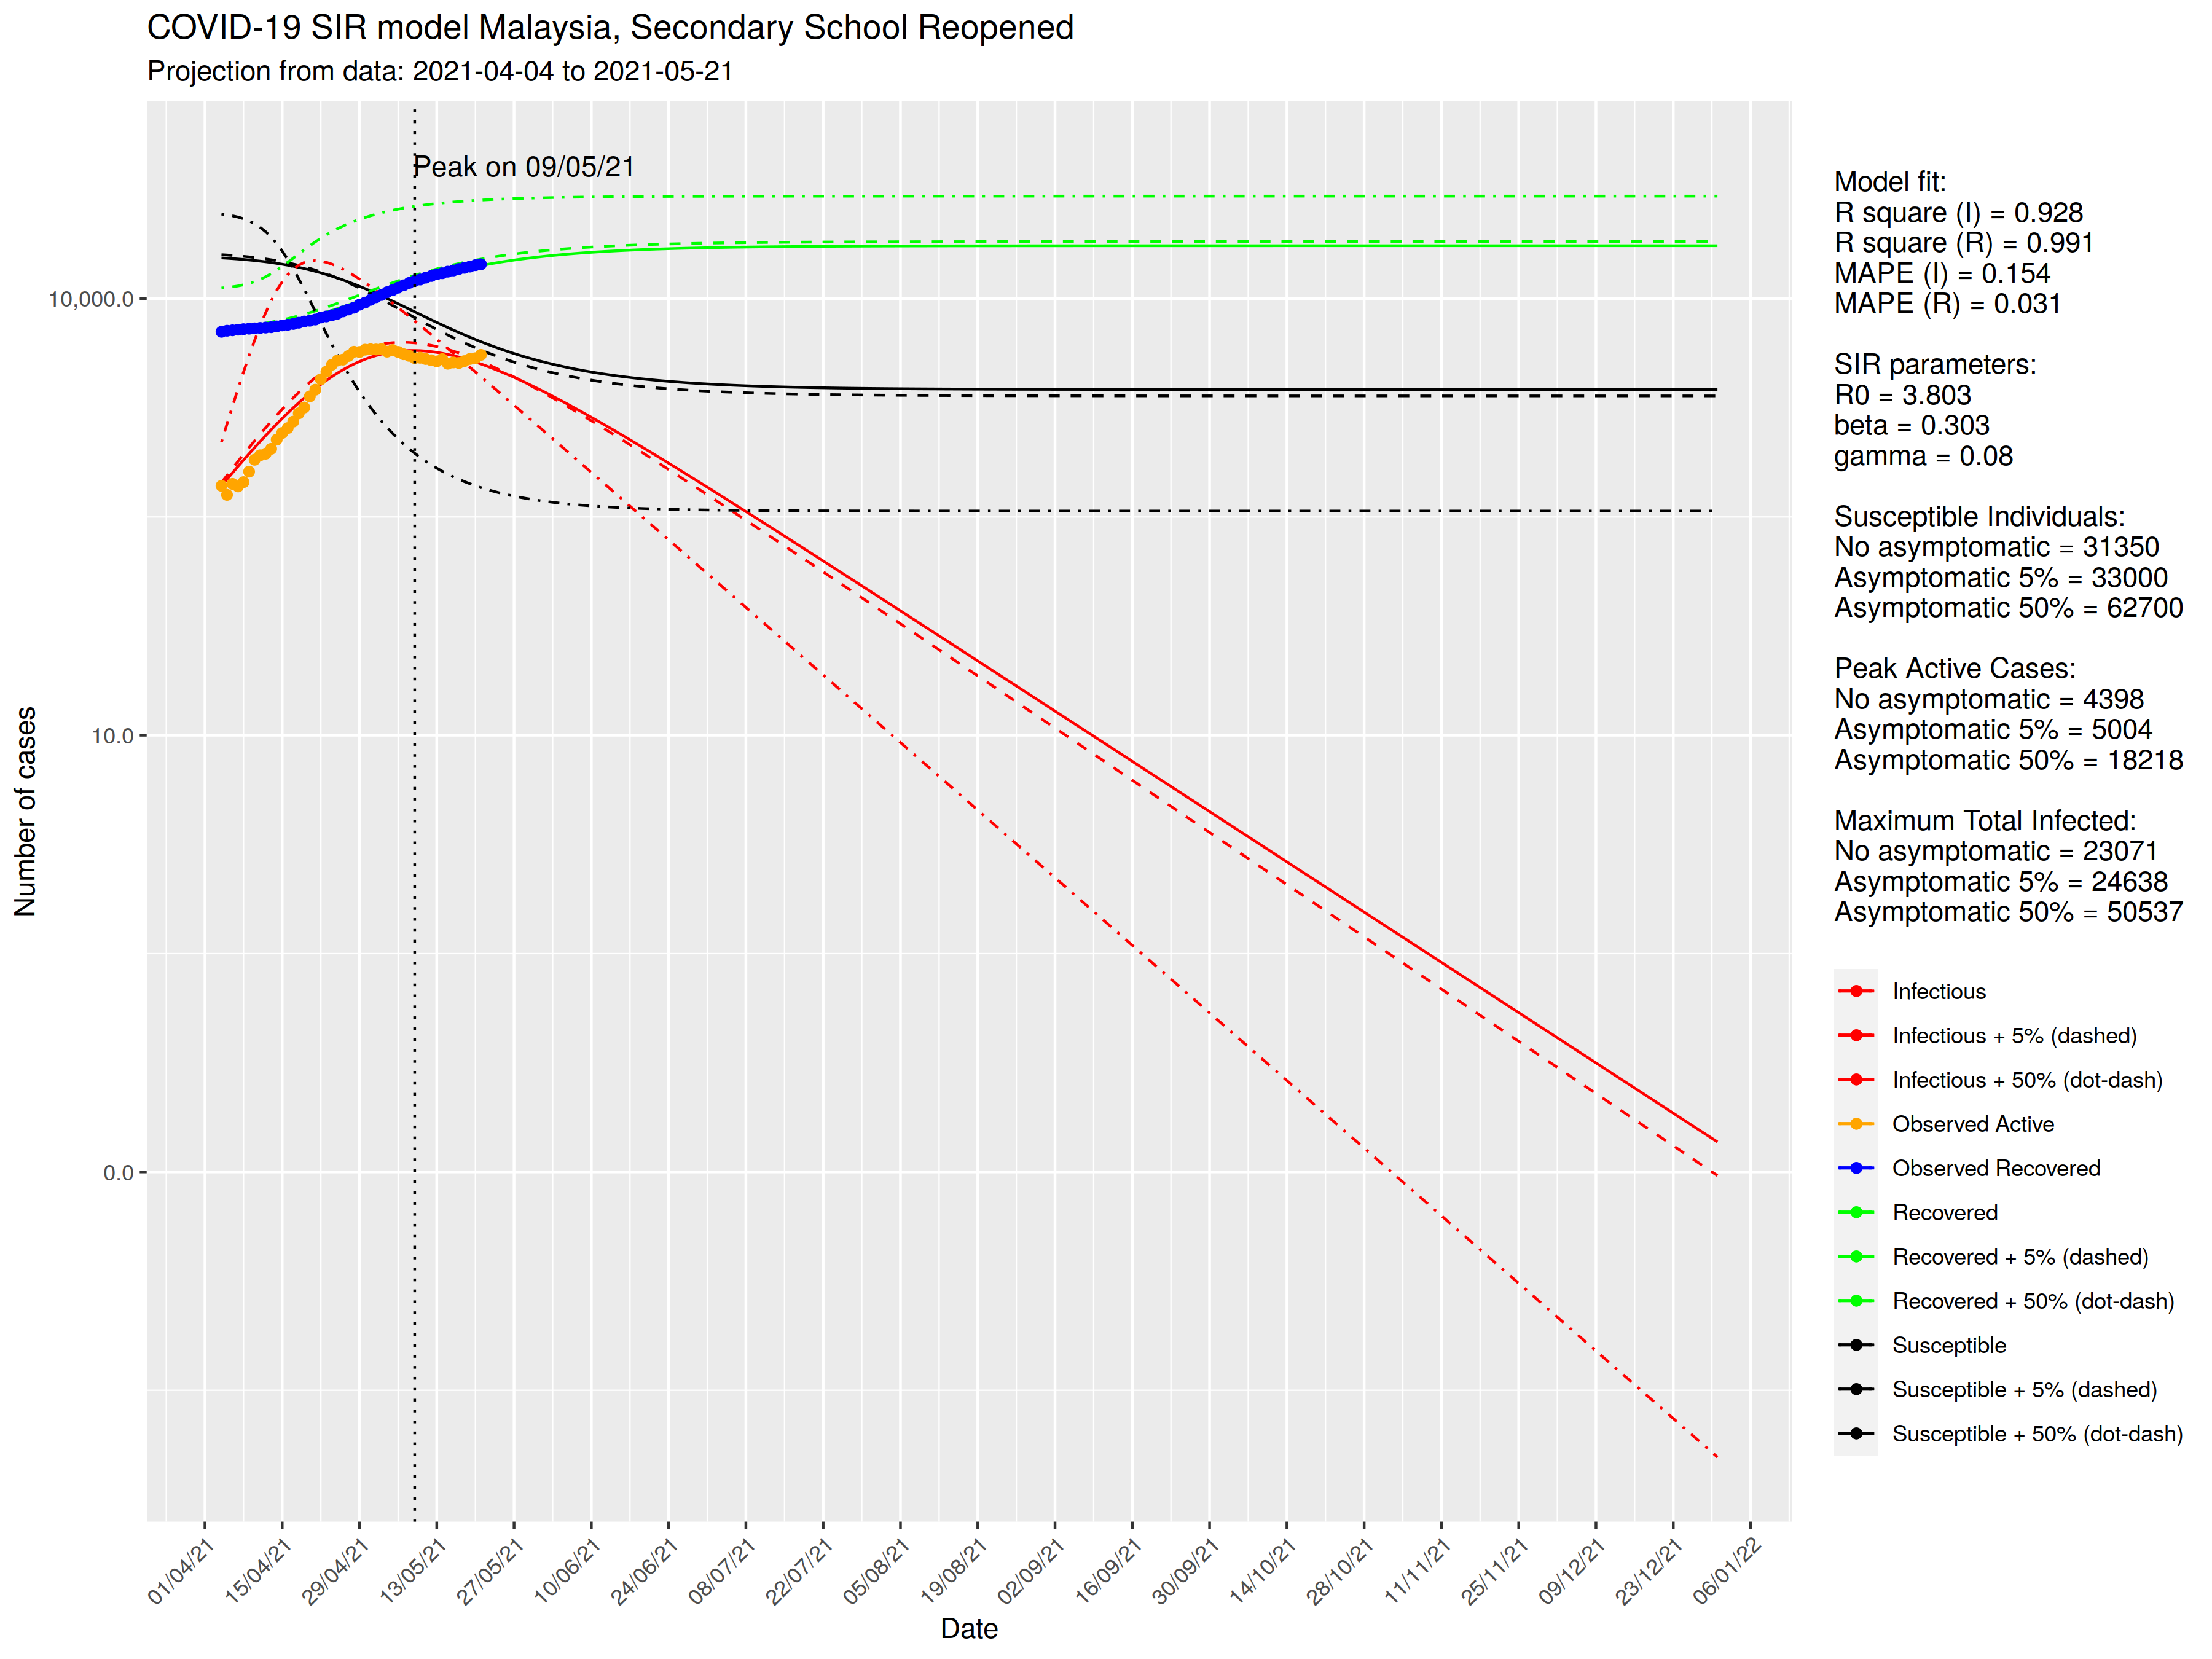 COVID-19 SIR model Malaysia, Secondary School Reopened
Projection from data: 2021-04-04 to 2021-05-21
Peak on 09/05/21
Number of cases
10,000.0
10.0
0.0
01/04/21
15/04/21
29/04/21
13/05/21
27/05/21
10/06/21
24/06/21
08/07/21
22/07/21
05/08/21
19/08/21
02/09/21
16/09/21
30/09/21
14/10/21
28/10/21
11/11/21
25/11/21
09/12/21
23/12/21
06/01/22
Date
Model fit:
R square (I) = 0.928
R square (R) = 0.991
MAPE (I) = 0.154
MAPE (R) = 0.031
SIR parameters:
R0 = 3.803
beta = 0.303
gamma = 0.08
Susceptible Individuals:
No asymptomatic = 31350
Asymptomatic 5% = 33000
Asymptomatic 50% = 62700
Peak Active Cases:
No asymptomatic = 4398
Asymptomatic 5% = 5004
Asymptomatic 50% = 18218
Maximum Total Infected:
No asymptomatic = 23071
Asymptomatic 5% = 24638
Asymptomatic 50% = 50537
Infectious
Infectious + 5% (dashed)
Infectious + 50% (dot-dash)
Observed Active
Observed Recovered
Recovered
Recovered + 5% (dashed)
Recovered + 50% (dot-dash)
Susceptible
Susceptible + 5% (dashed)
Susceptible + 50% (dot-dash)